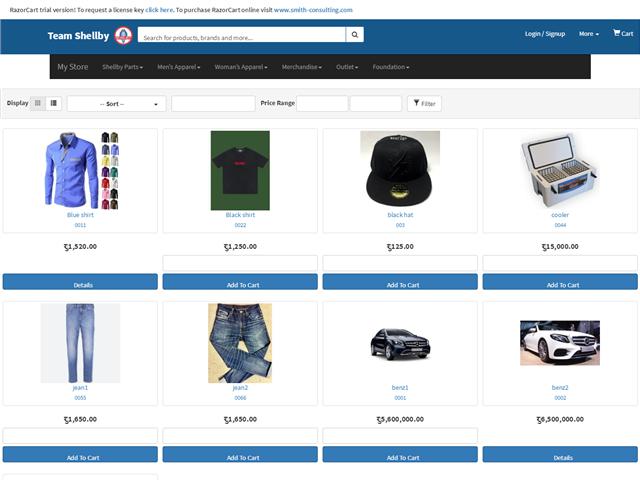 RazorCart trial version! To request a license key click here. To purchase RazorCart online visit www.smith-consulting.com
Team Shellby
Search for products, brands and more...
Login / Signup
More
Cart
My Store
Shellby Parts
Men's Apparel
Woman's Apparel
Merchandise
Outlet
Foundation
Display
-- Sort --
Price Range
Filter
Blue shirt
0011
Black shirt
0022
black hat
003
cooler
0044
₹1,520.00
₹1,250.00
₹125.00
₹15,000.00
Details
Add To Cart
Add To Cart
Add To Cart
jean1
0055
jean2
0066
benz1
0001
benz2
0002
₹1,650.00
₹1,650.00
₹5,600,000.00
₹6,500,000.00
Add To Cart
Add To Cart
Add To Cart
Details